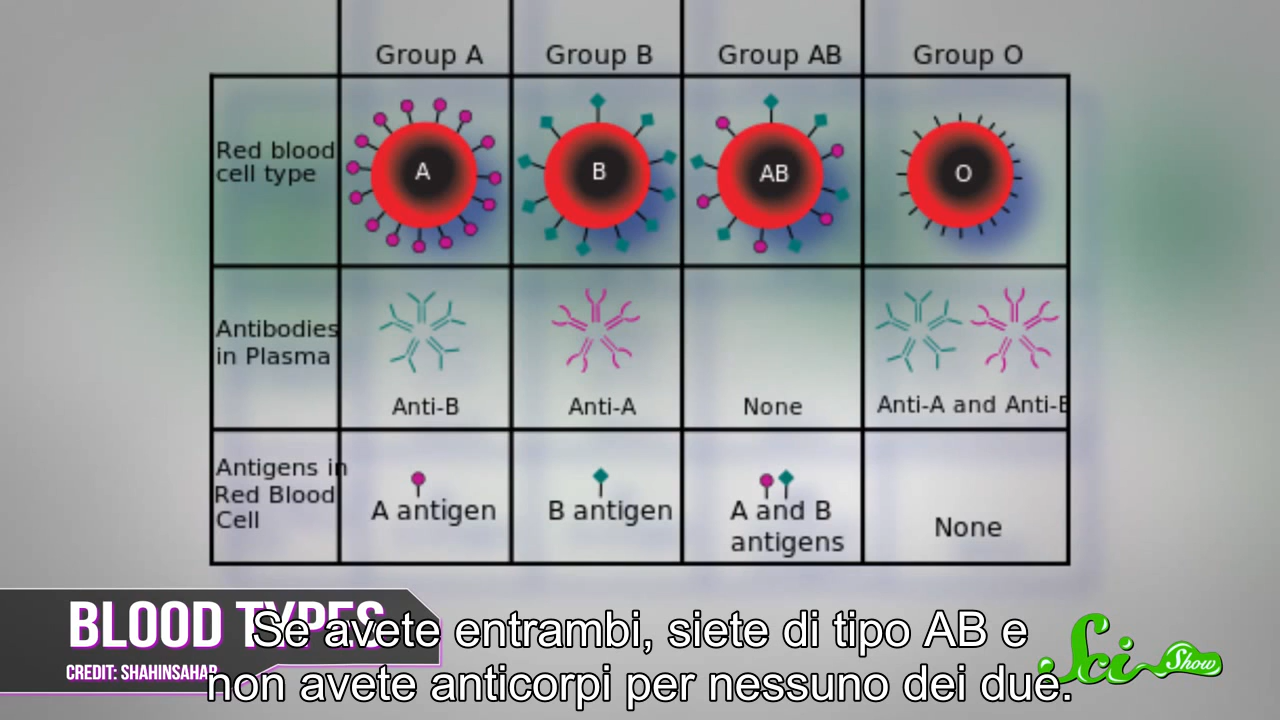 Group A Group B Group AB Group O
Red blood
cell type
A B AB O
Antibodies
in Plasma
Anti-B Anti-A None Anti-A and Anti-B
Antigens in
Red Blood
Cell
A antigen B antigen A and B
antigens
None
BLOOD TYPES
CREDIT: SHAHINSAHAR
Se avete entrambi, siete di tipo AB e
non avete anticorpi per nessuno dei due.
Sci Show